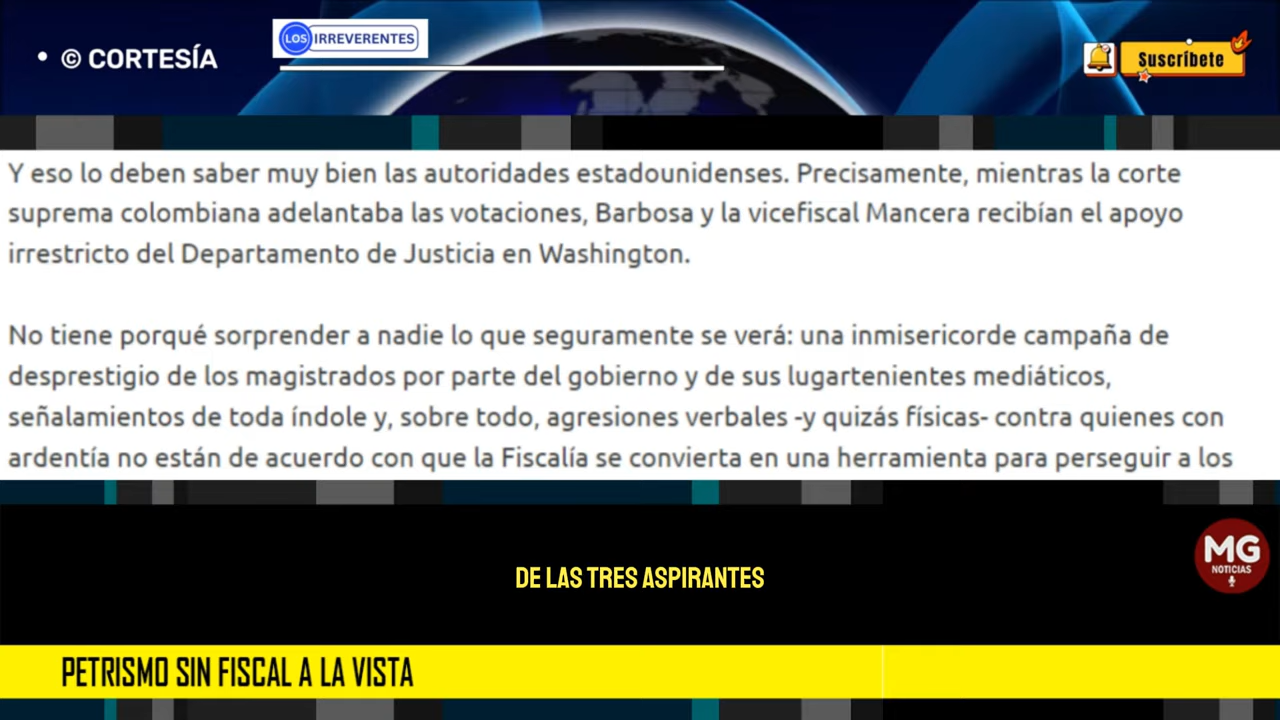 • © CORTESÍA
LOS IRREVERENTES
Suscríbete
Y eso lo deben saber muy bien las autoridades estadounidenses. Precisamente, mientras la corte
suprema colombiana adelantaba las votaciones, Barbosa y la vicefiscal Mancera recibían el apoyo
irrestricto del Departamento de Justicia en Washington.
No tiene porqué sorprender a nadie lo que seguramente se verá: una inmisericorde campaña de
desprestigio de los magistrados por parte del gobierno y de sus lugartenientes mediáticos,
señalamientos de toda índole y, sobre todo, agresiones verbales -y quizás físicas- contra quienes con
ardentía no están de acuerdo con que la Fiscalía se convierta en una herramienta para perseguir a los
DE LAS TRES ASPIRANTES
MG
NOTICIAS
PETRISMO SIN FISCAL A LA VISTA